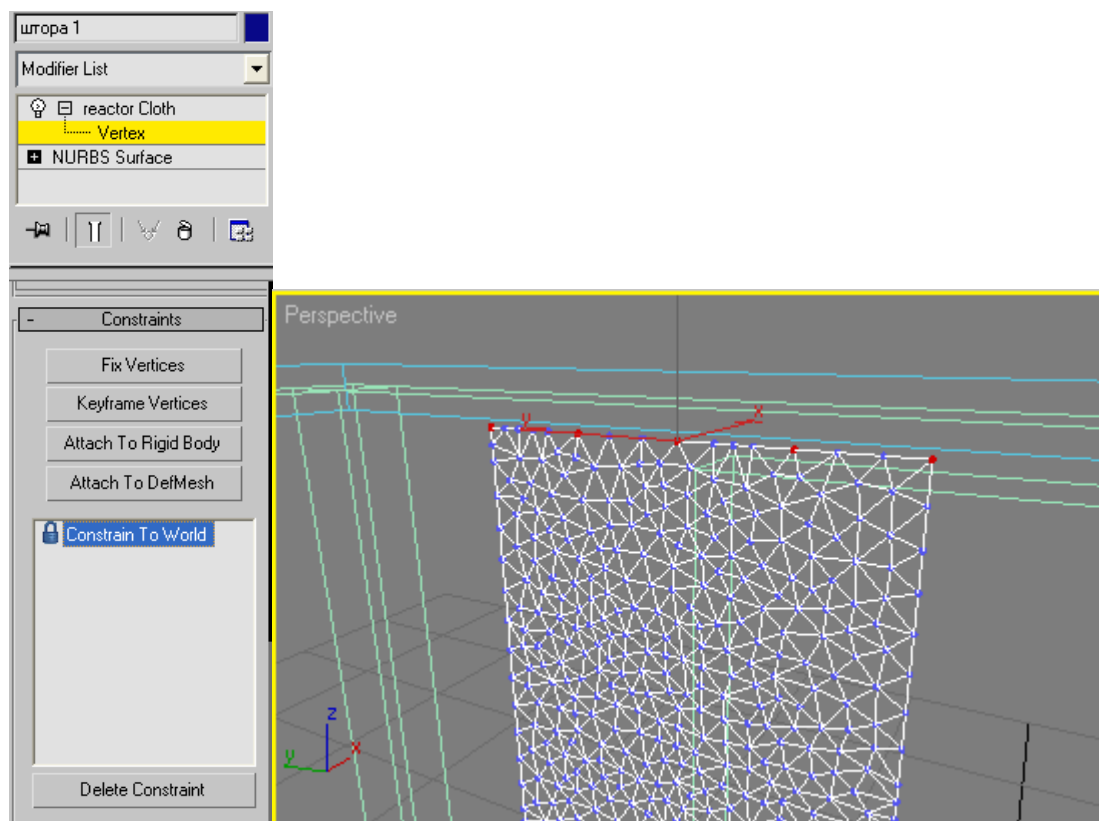 штора 1
Modifier List
reactor Cloth
Vertex
NURBS Surface
- Constraints
Fix Vertices
Keyframe Vertices
Attach To Rigid Body
Attach To DefMesh
Constrain To World
Delete Constraint
Perspective
y x
z
x
y